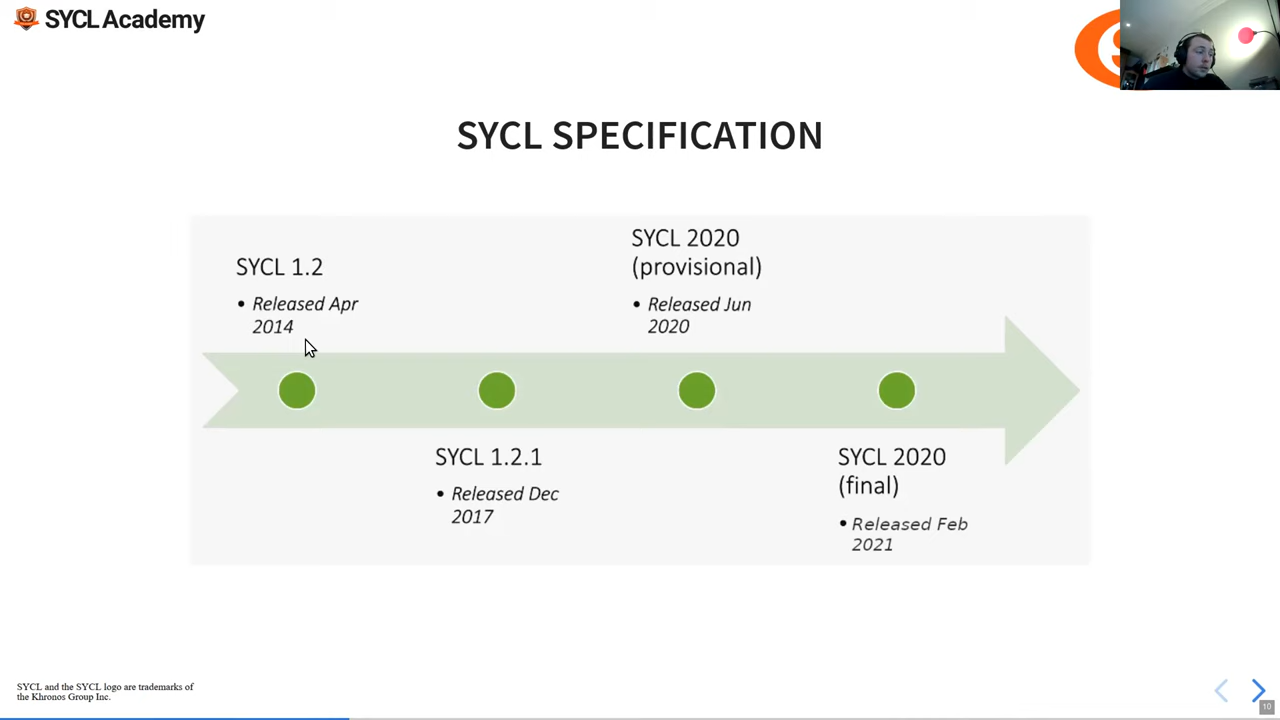 SYCL Academy
SYCL SPECIFICATION
SYCL 1.2
• Released Apr
2014
SYCL 1.2.1
• Released Dec
2017
SYCL 2020
(provisional)
• Released Jun
2020
SYCL 2020
(final)
• Released Feb
2021
SYCL and the SYCL logo are trademarks of
the Khronos Group Inc.
10